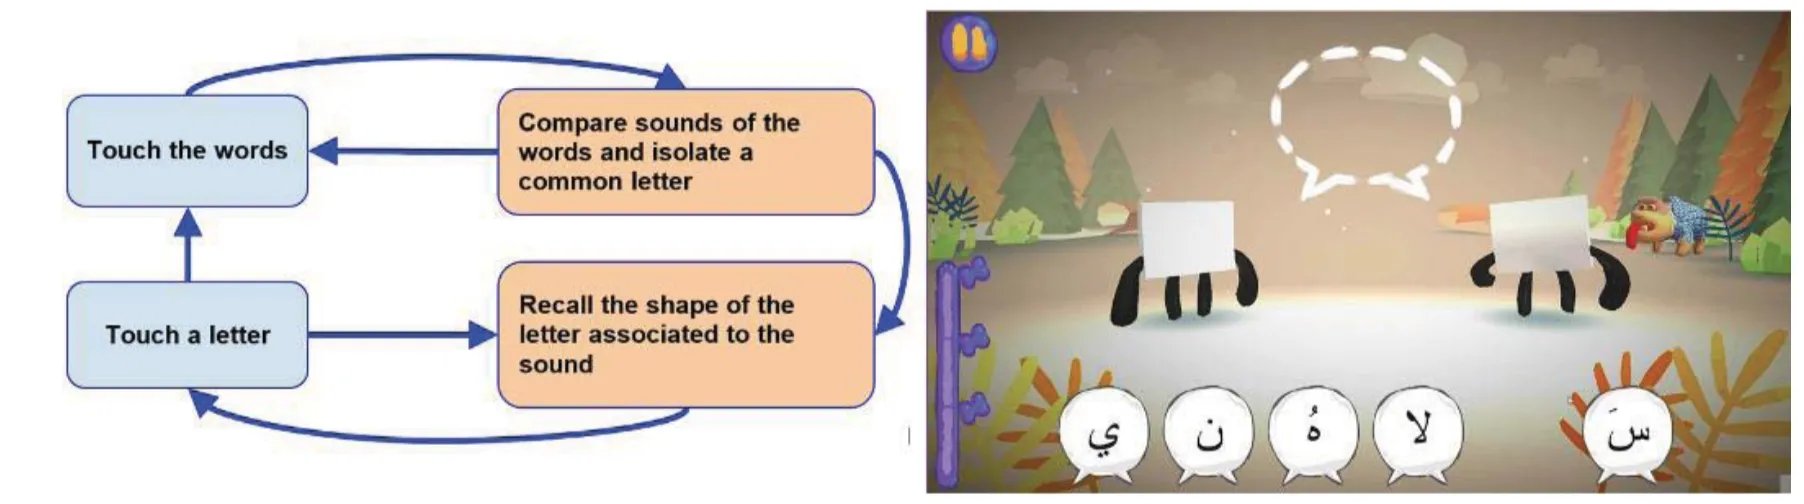 Touch the words
Compare sounds of the
words and isolate a
common letter
Touch a letter
Recall the shape of the
letter associated to the
sound
سَ لا هُ ن ي